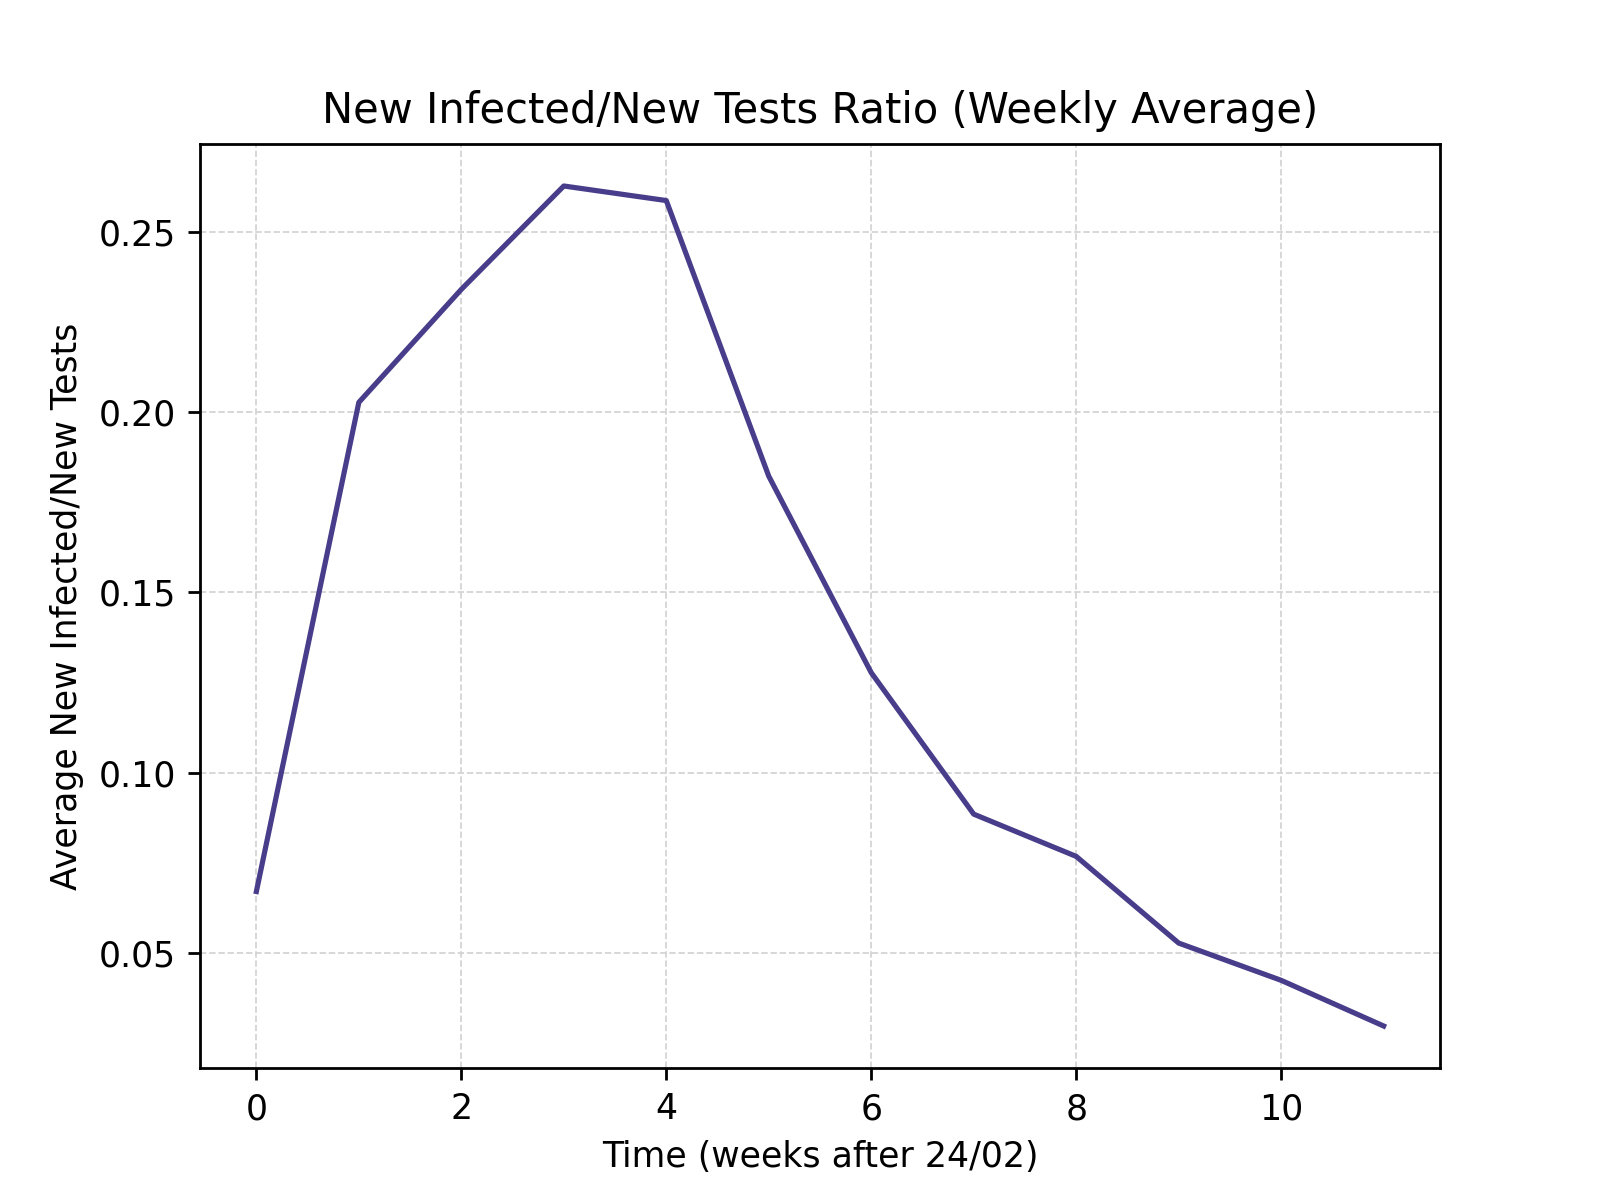 New Infected/New Tests Ratio (Weekly Average)
Average New Infected/New Tests
0.25
0.20
0.15
0.10
0.05
0 2 4 6 8 10
Time (weeks after 24/02)